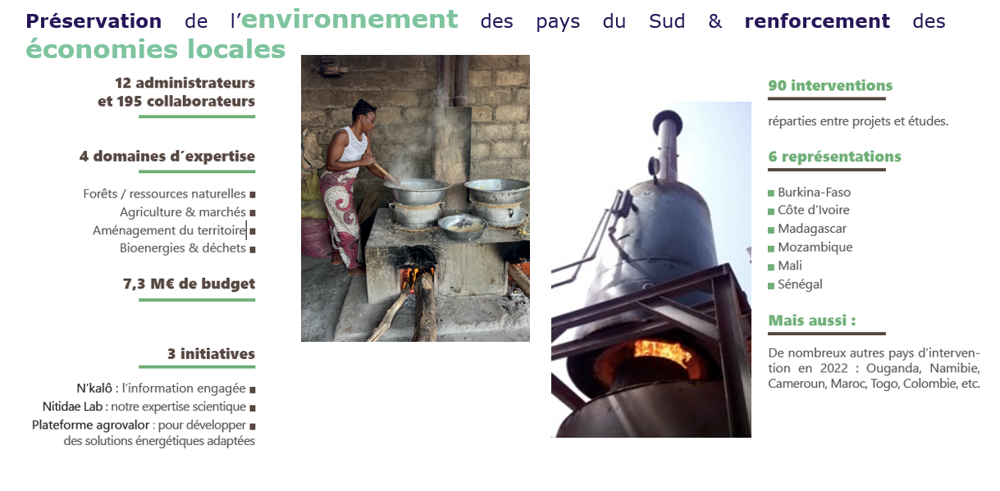 Préservation de l’environnement des pays du Sud & renforcement des
économies locales
12 administrateurs
et 195 collaborateurs
4 domaines d´expertise
Forêts / ressources naturelles
Agriculture & marchés
Aménagement du territoire
Bioenergies & déchets
7,3 M€ de budget
3 initiatives
N’kalô : l’information engagée
Nitidae Lab : notre expertise scientifique
Plateforme agrovalor : pour développer
des solutions énergétiques adaptées
90 interventions
réparties entre projets et études.
6 représentations
Burkina-Faso
Côte d’Ivoire
Madagascar
Mozambique
Mali
Sénégal
Mais aussi :
De nombreux autres pays d’interven-
tion en 2022 : Ouganda, Namibie,
Cameroun, Maroc, Togo, Colombie, etc.